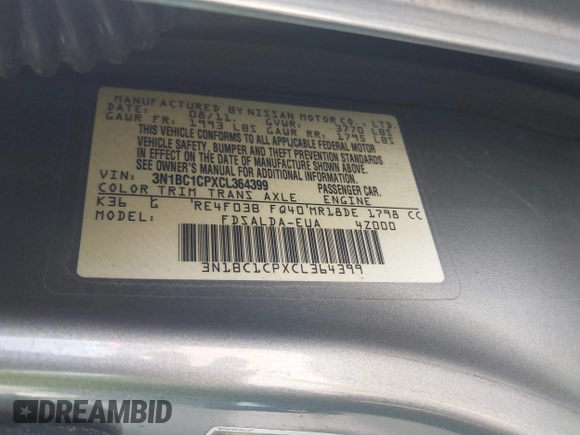 MANUFACTURED BY NISSAN MOTOR CO., LTD.
DATE: 08/11. GVWR: 3770 LBS
GAWR FR: 1993 LBS GAWR RR: 1795 LBS
THIS VEHICLE CONFORMS TO ALL APPLICABLE FEDERAL MOTOR
VEHICLE SAFETY, BUMPER AND THEFT PREVENTION STANDARDS
IN EFFECT ON THE DATE OF MANUFACTURE SHOWN ABOVE.
SEE OWNER'S MANUAL FOR ADDITIONAL INFORMATION.
VIN: 3N1BC1CPXCL364399 PASSENGER CAR.
COLOR TRIM TRANS AXLE ENGINE
K36 G 'RE4F03B FQ40'MR18DE 1798 CC
MODEL: FDSALDA-EUA 4Z000
3N1BC1CPXCL364399
DREAMBID